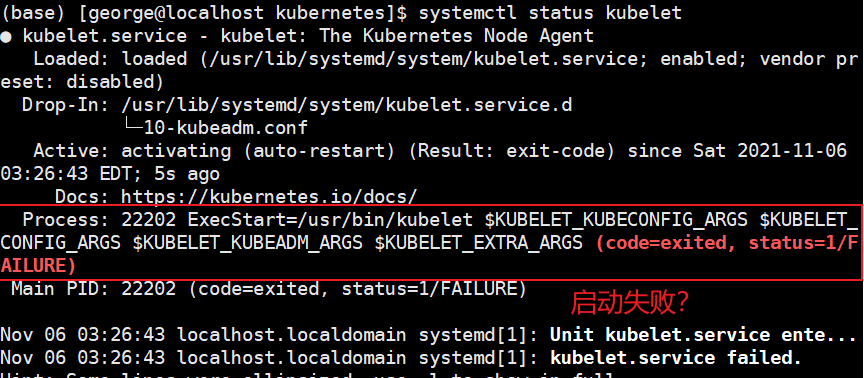 (base) [george@localhost kubernetes]$ systemctl status kubelet
● kubelet.service - kubelet: The Kubernetes Node Agent
   Loaded: loaded (/usr/lib/systemd/system/kubelet.service; enabled; vendor pr
eset: disabled)
  Drop-In: /usr/lib/systemd/system/kubelet.service.d
           └─10-kubeadm.conf
   Active: activating (auto-restart) (Result: exit-code) since Sat 2021-11-06
03:26:43 EDT; 5s ago
     Docs: https://kubernetes.io/docs/
  Process: 22202 ExecStart=/usr/bin/kubelet $KUBELET_KUBECONFIG_ARGS $KUBELET_
CONFIG_ARGS $KUBELET_KUBEADM_ARGS $KUBELET_EXTRA_ARGS (code=exited, status=1/F
AILURE)
 Main PID: 22202 (code=exited, status=1/FAILURE)
启动失败?
Nov 06 03:26:43 localhost.localdomain systemd[1]: Unit kubelet.service ente...
Nov 06 03:26:43 localhost.localdomain systemd[1]: kubelet.service failed.